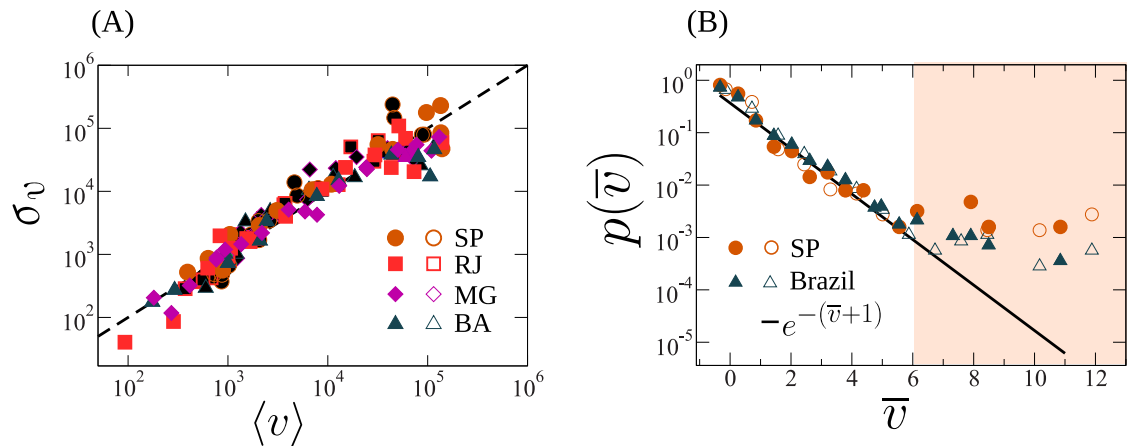 (A)
10^6
10^5
10^4
10^3
10^2
σ_v
10^2 10^3 10^4 10^5 10^6
⟨v⟩
SP
RJ
MG
BA
(B)
10^0
10^-1
10^-2
10^-3
10^-4
10^-5
p(v̅)
0 2 4 6 8 10 12
v̅
SP
Brazil
e^-(v̅+1)